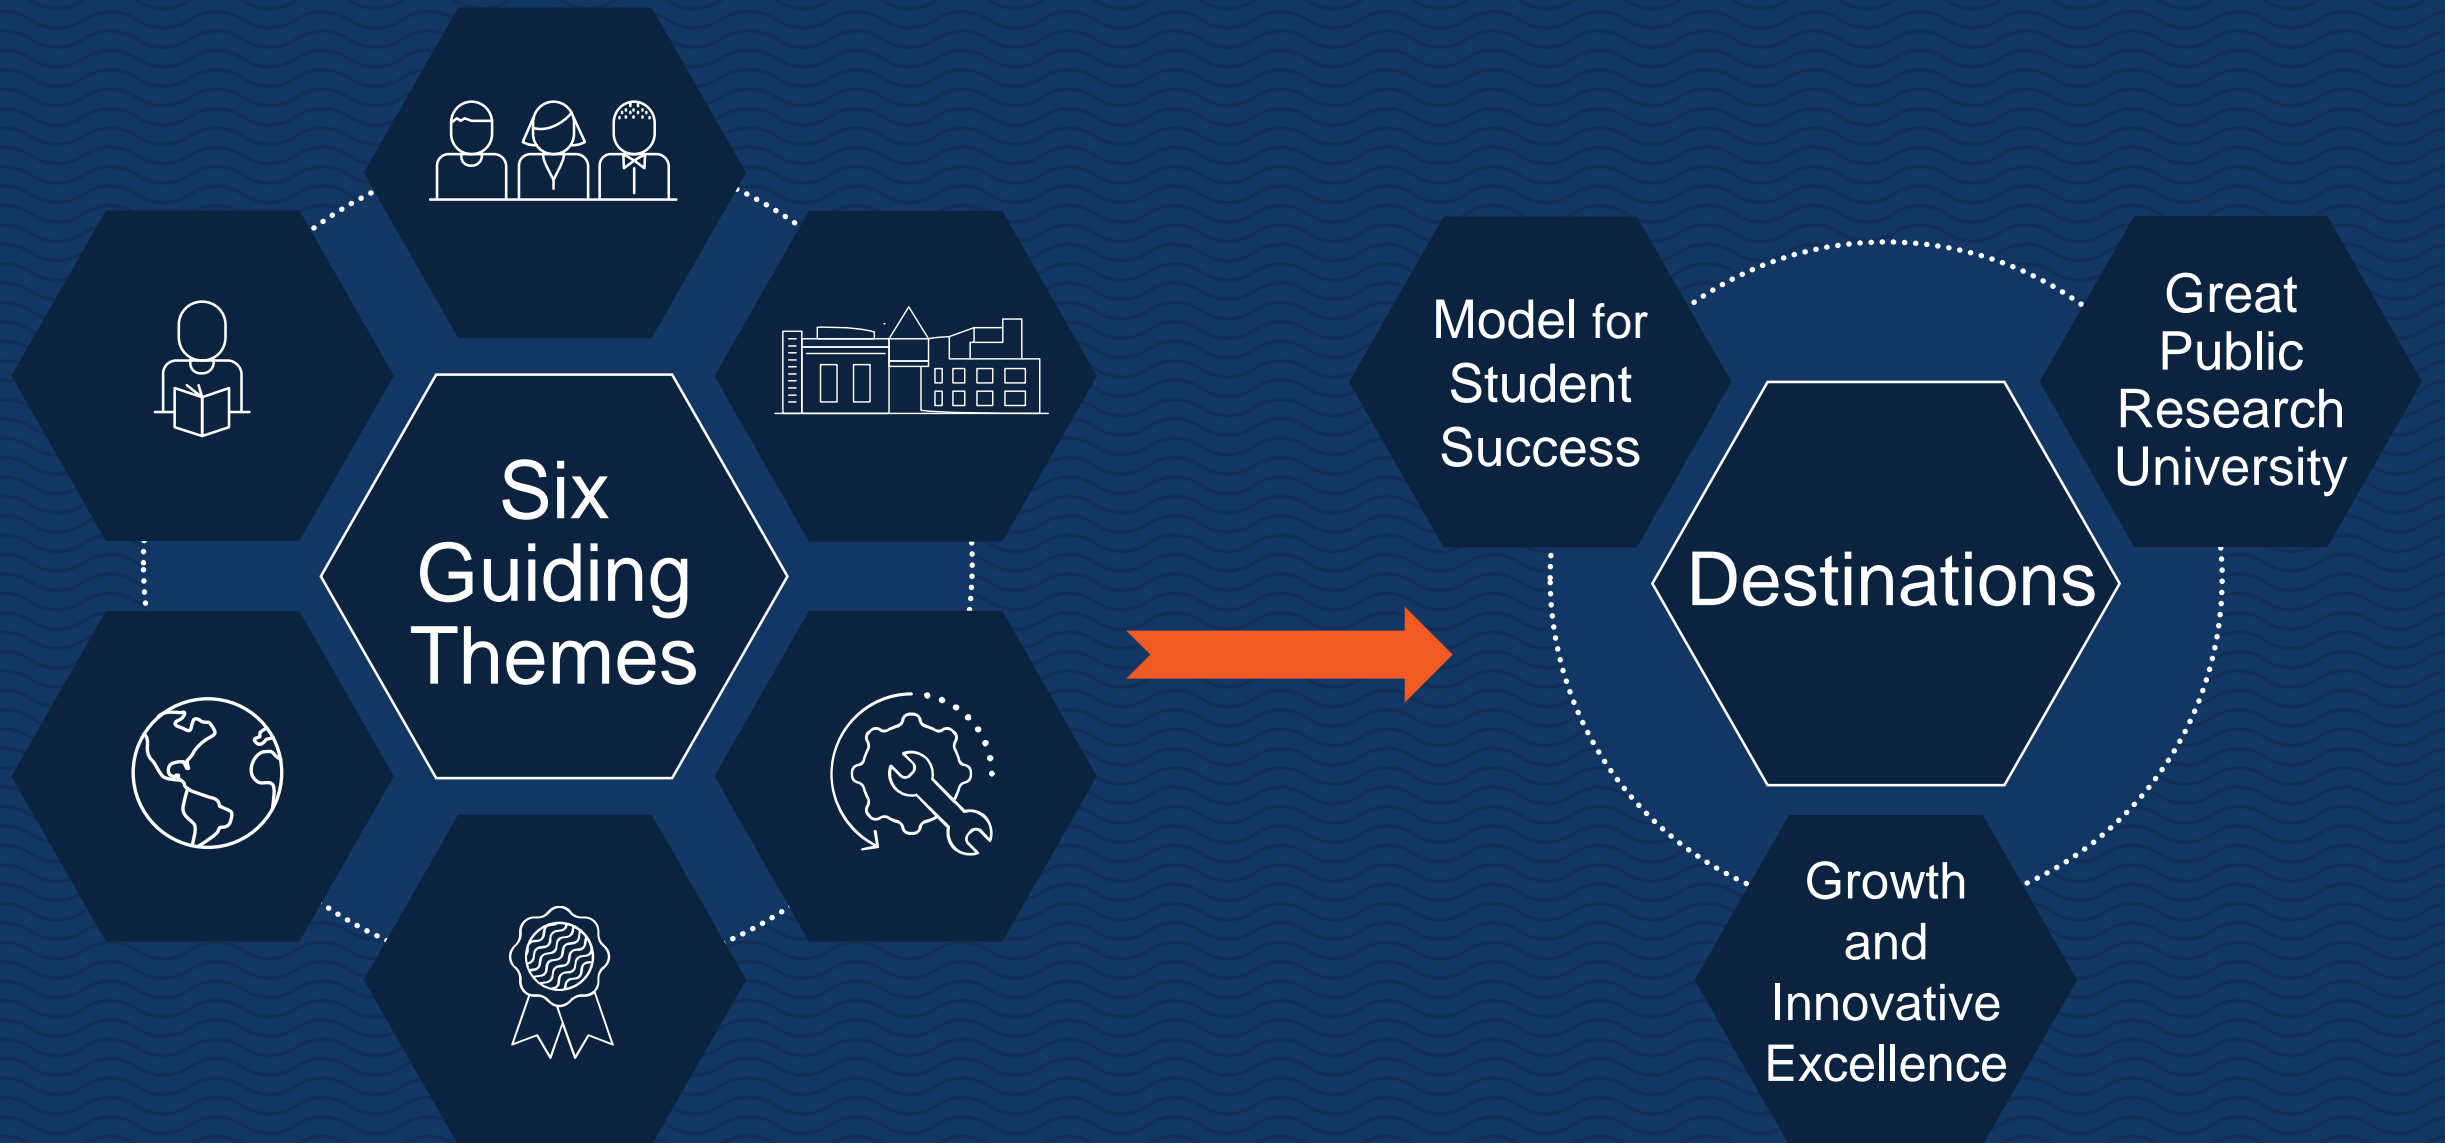 Six
Guiding
Themes
Model for
Student
Success
Great
Public
Research
University
Destinations
Growth
and
Innovative
Excellence